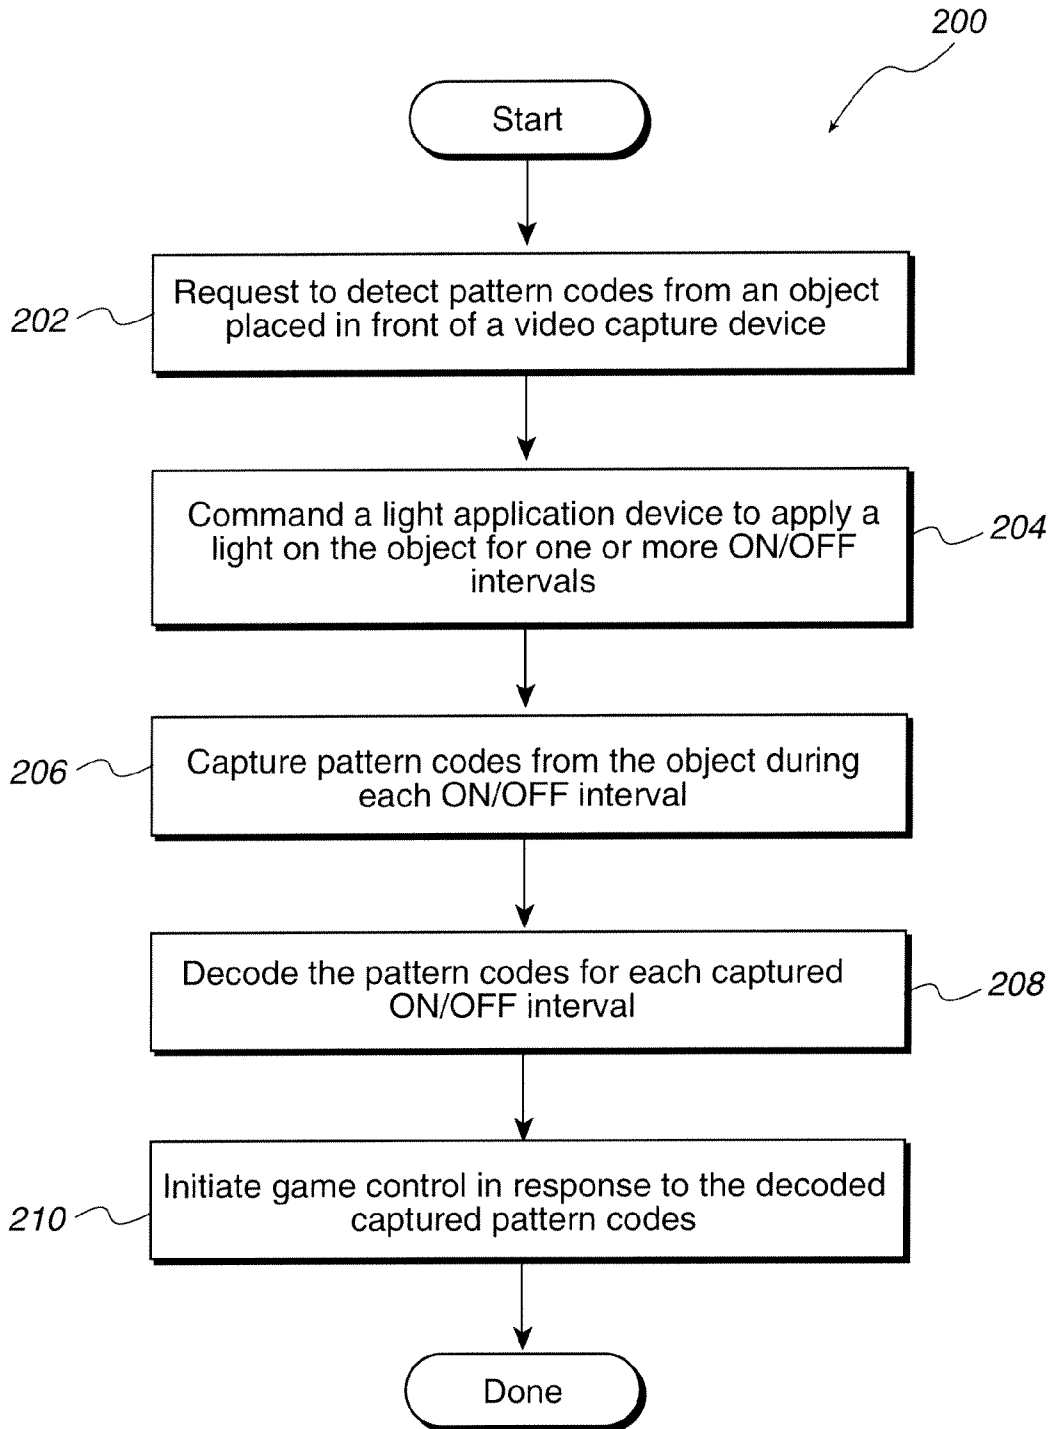 200
Start
Request to detect pattern codes from an object
placed in front of a video capture device
202
Command a light application device to apply a
light on the object for one or more ON/OFF
intervals
204
Capture pattern codes from the object during
each ON/OFF interval
206
Decode the pattern codes for each captured
ON/OFF interval
208
Initiate game control in response to the decoded
captured pattern codes
210
Done